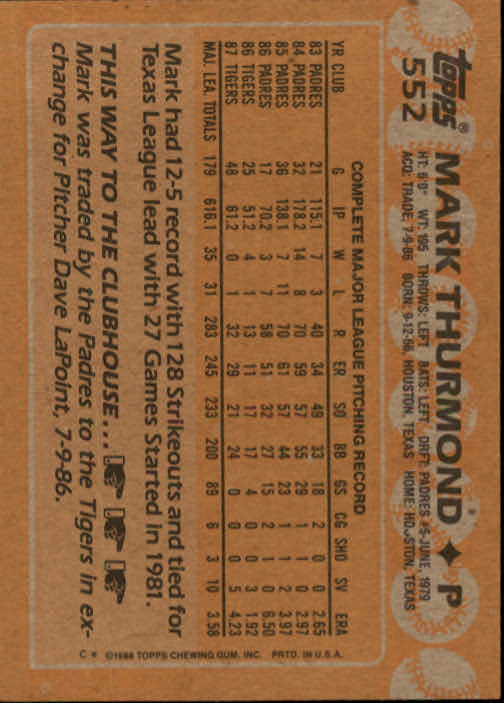 topps®
552
MARK THURMOND ♦ P
HT: 6'0" WT: 195 THROWS: LEFT BATS: LEFT DRFT: PADRES #5-JUNE, 1979
ACQ: TRADE, 7-9-86 BORN: 9-12-56, HOUSTON, TEXAS HOME: HOUSTON, TEXAS
COMPLETE MAJOR LEAGUE PITCHING RECORD
YR CLUB G IP W L R ER SO BB GS CG SHO SV ERA
83 PADRES 21 115.1 7 3 40 34 49 33 18 2 0 0 2.65
84 PADRES 32 178.2 14 8 70 59 57 55 29 1 1 0 2.97
85 PADRES 36 138.1 7 11 70 61 57 44 23 1 1 2 3.97
86 PADRES 17 70.2 3 7 58 51 32 27 15 2 1 0 6.50
86 TIGERS 25 51.2 4 1 13 11 17 17 4 0 0 3 1.92
87 TIGERS 48 61.2 0 1 32 29 21 24 0 0 0 5 4.23
MAJ. LEA. TOTALS 179 616.1 35 31 283 245 233 200 89 6 3 10 3.58
Mark had 12-5 record with 128 Strikeouts and tied for
Texas League lead with 27 Games Started in 1981.
THIS WAY TO THE CLUBHOUSE...
Mark was traded by the Padres to the Tigers in ex-
change for Pitcher Dave LaPoint, 7-9-86.
C* ©1988 TOPPS CHEWING GUM, INC. PRTD. IN U.S.A.